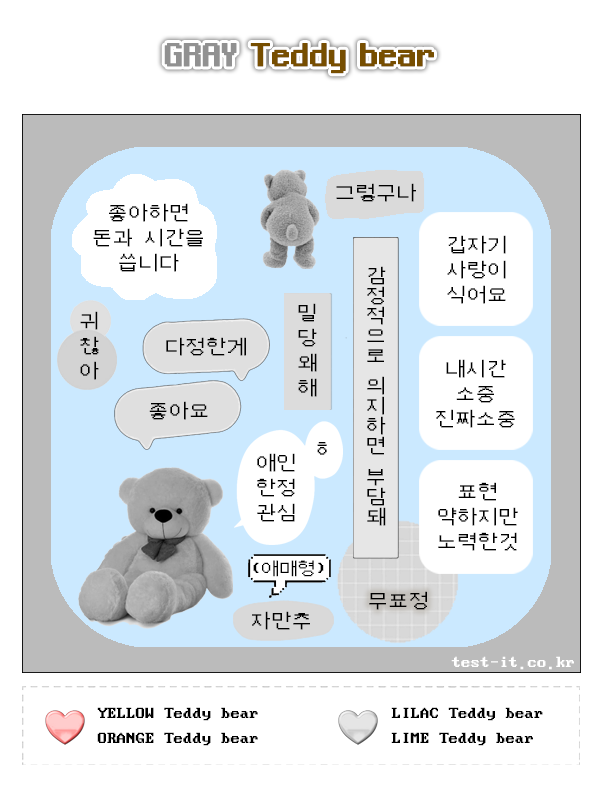 GRAY Teddy bear
좋아하면
돈과 시간을
씁니다
그렇구나
갑자기
사랑이
식어요
귀
찮
아
다정한게
좋아요
밀
당
왜
해
감정적으로 의지하면 부담돼
내시간
소중
진짜소중
ㅎ
애인
한정
관심
표현
약하지만
노력한것
(애매형)
자만추
무표정
test-it.co.kr
YELLOW Teddy bear
ORANGE Teddy bear
LILAC Teddy bear
LIME Teddy bear